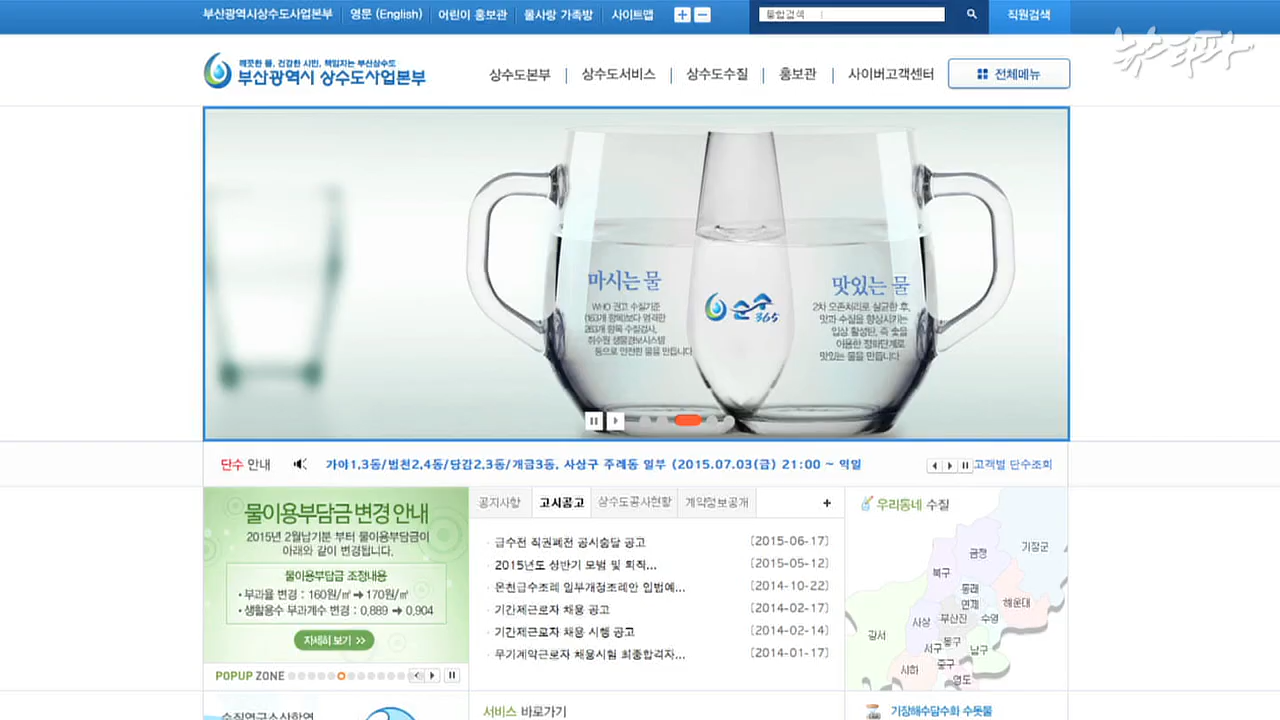 부산광역시상수도사업본부 영문 (English) 어린이 홍보관 물사랑 가족방 사이트맵 통합검색 직원검색
뉴스타파
깨끗한 물, 건강한 시민, 책임지는 부산상수도
부산광역시 상수도사업본부
상수도본부 상수도서비스 상수도수질 홍보관 사이버고객센터 전체메뉴
마시는 물
WHO 권고 수질기준
(163개 항목)보다 엄격한
263개 항목 수질검사,
취수원 생물경보시스템
등으로 안전한 물을 만듭니다
순수 365
맛있는 물
2차 오존처리로 살균한 후,
맛과 수질을 향상시키는
입상 활성탄, 즉 숯을
이용한 정화단계로
맛있는 물을 만듭니다
단수 안내 가야1,3동/범천2,4동/당감2,3동/개금3동, 사상구 주례동 일부 (2015.07.03(금) 21:00 ~ 익일 고객별 단수조회
물이용부담금 변경 안내
2015년 2월납기분 부터 물이용부담금이
아래와 같이 변경됩니다.
물이용부담금 조정내용
• 부과율 변경 : 160원/㎥ ➔ 170원/㎥
• 생활용수 부과계수 변경 : 0.889 ➔ 0.904
자세히 보기 >>
POPUP ZONE
공지사항 고시공고 상수도공사현황 계약정보공개 +
급수전 직권폐전 공시송달 공고 [2015-06-17]
2015년도 상반기 모범 및 퇴직... [2015-05-12]
온천급수조례 일부개정조례안 입법예... [2014-10-22]
기간제근로자 채용 공고 [2014-02-17]
기간제근로자 채용 시행 공고 [2014-02-14]
무기계약근로자 채용시험 최종합격자... [2014-01-17]
우리동네 수질
기장군
금정
북구
동래
연제
해운대
사상
부산진
수영
강서
동구
서구
남구
중구
사하
영도
수질연구소산학연
서비스 바로가기
기장해수담수화 수돗물